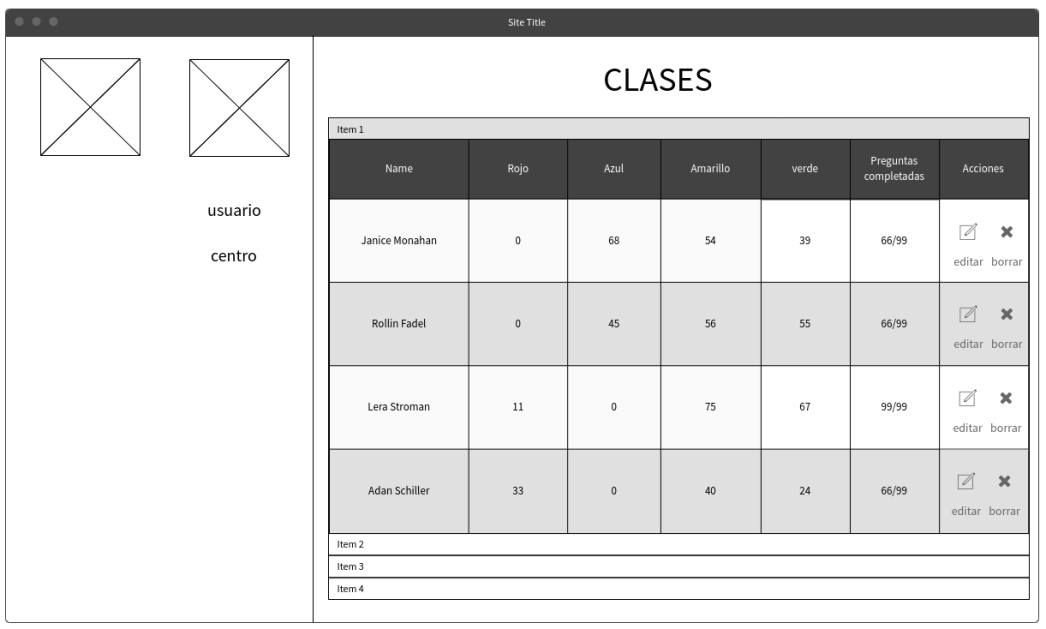 Site Title
usuario
centro
CLASES
Item 1
Name Rojo Azul Amarillo verde Preguntas completadas Acciones
Janice Monahan 0 68 54 39 66/99 editar borrar
Rollin Fadel 0 45 56 55 66/99 editar borrar
Lera Stroman 11 0 75 67 99/99 editar borrar
Adan Schiller 33 0 40 24 66/99 editar borrar
Item 2
Item 3
Item 4